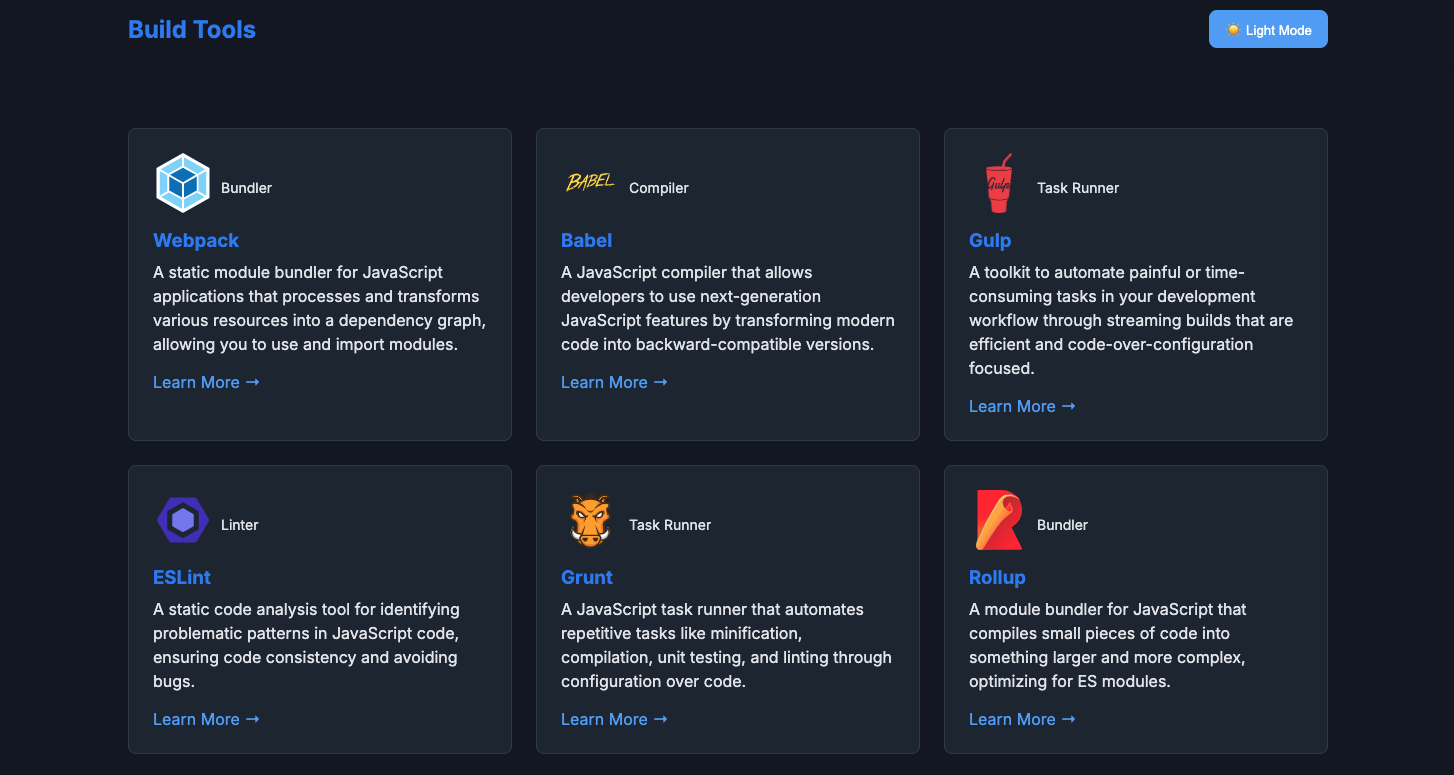 Build Tools
Light Mode
Bundler
Webpack
A static module bundler for JavaScript
applications that processes and transforms
various resources into a dependency graph,
allowing you to use and import modules.
Learn More →
BABEL
Compiler
Babel
A JavaScript compiler that allows
developers to use next-generation
JavaScript features by transforming modern
code into backward-compatible versions.
Learn More →
Gulp
Task Runner
Gulp
A toolkit to automate painful or time-
consuming tasks in your development
workflow through streaming builds that are
efficient and code-over-configuration
focused.
Learn More →
Linter
ESLint
A static code analysis tool for identifying
problematic patterns in JavaScript code,
ensuring code consistency and avoiding
bugs.
Learn More →
Task Runner
Grunt
A JavaScript task runner that automates
repetitive tasks like minification,
compilation, unit testing, and linting through
configuration over code.
Learn More →
Bundler
Rollup
A module bundler for JavaScript that
compiles small pieces of code into
something larger and more complex,
optimizing for ES modules.
Learn More →